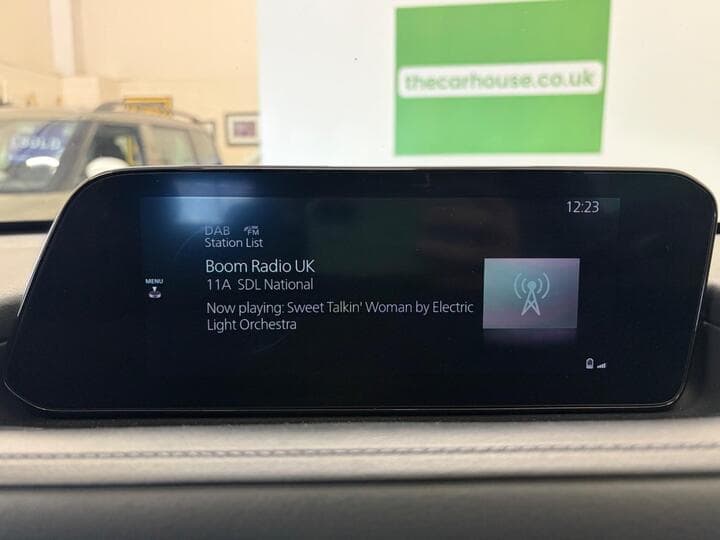 thecarhouse.co.uk
SOLD
12:23
DAB FM
Station List
Boom Radio UK
11A SDL National
MENU
Now playing: Sweet Talkin' Woman by Electric
Light Orchestra